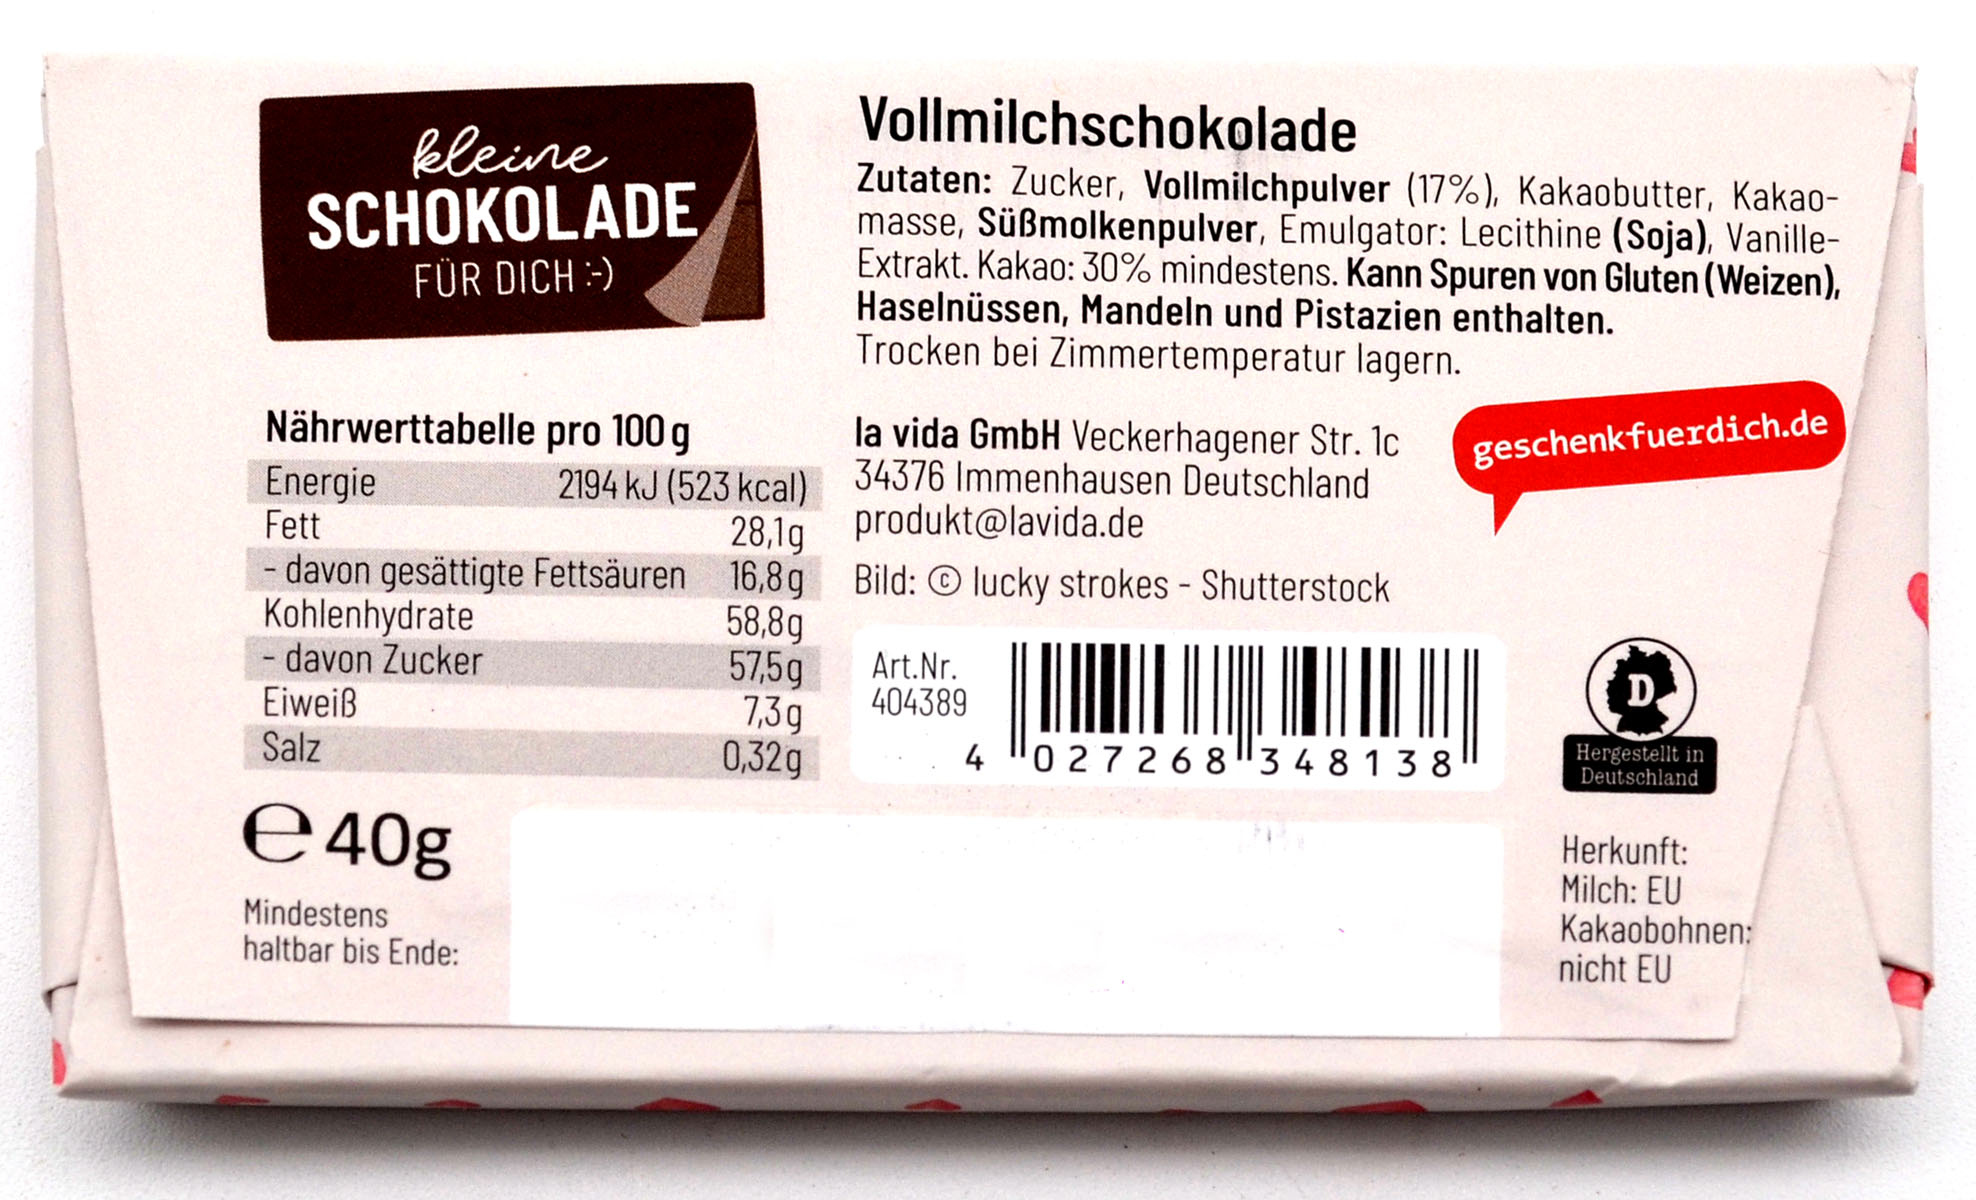 kleine
SCHOKOLADE
FÜR DICH :-)
Vollmilchschokolade
Zutaten: Zucker, Vollmilchpulver (17%), Kakaobutter, Kakao-
masse, Süßmolkenpulver, Emulgator: Lecithine (Soja), Vanille-
Extrakt. Kakao: 30% mindestens. Kann Spuren von Gluten (Weizen),
Haselnüssen, Mandeln und Pistazien enthalten.
Trocken bei Zimmertemperatur lagern.
Nährwerttabelle pro 100 g
Energie 2194 kJ (523 kcal)
Fett 28,1g
- davon gesättigte Fettsäuren 16,8g
Kohlenhydrate 58,8g
- davon Zucker 57,5g
Eiweiß 7,3g
Salz 0,32g
la vida GmbH Veckerhagener Str. 1c
34376 Immenhausen Deutschland
produkt@lavida.de
geschenkfuerdich.de
Bild: © lucky strokes - Shutterstock
Art.Nr.
404389
4 027268 348138
D
Hergestellt in
Deutschland
℮ 40g
Mindestens
haltbar bis Ende:
Herkunft:
Milch: EU
Kakaobohnen:
nicht EU